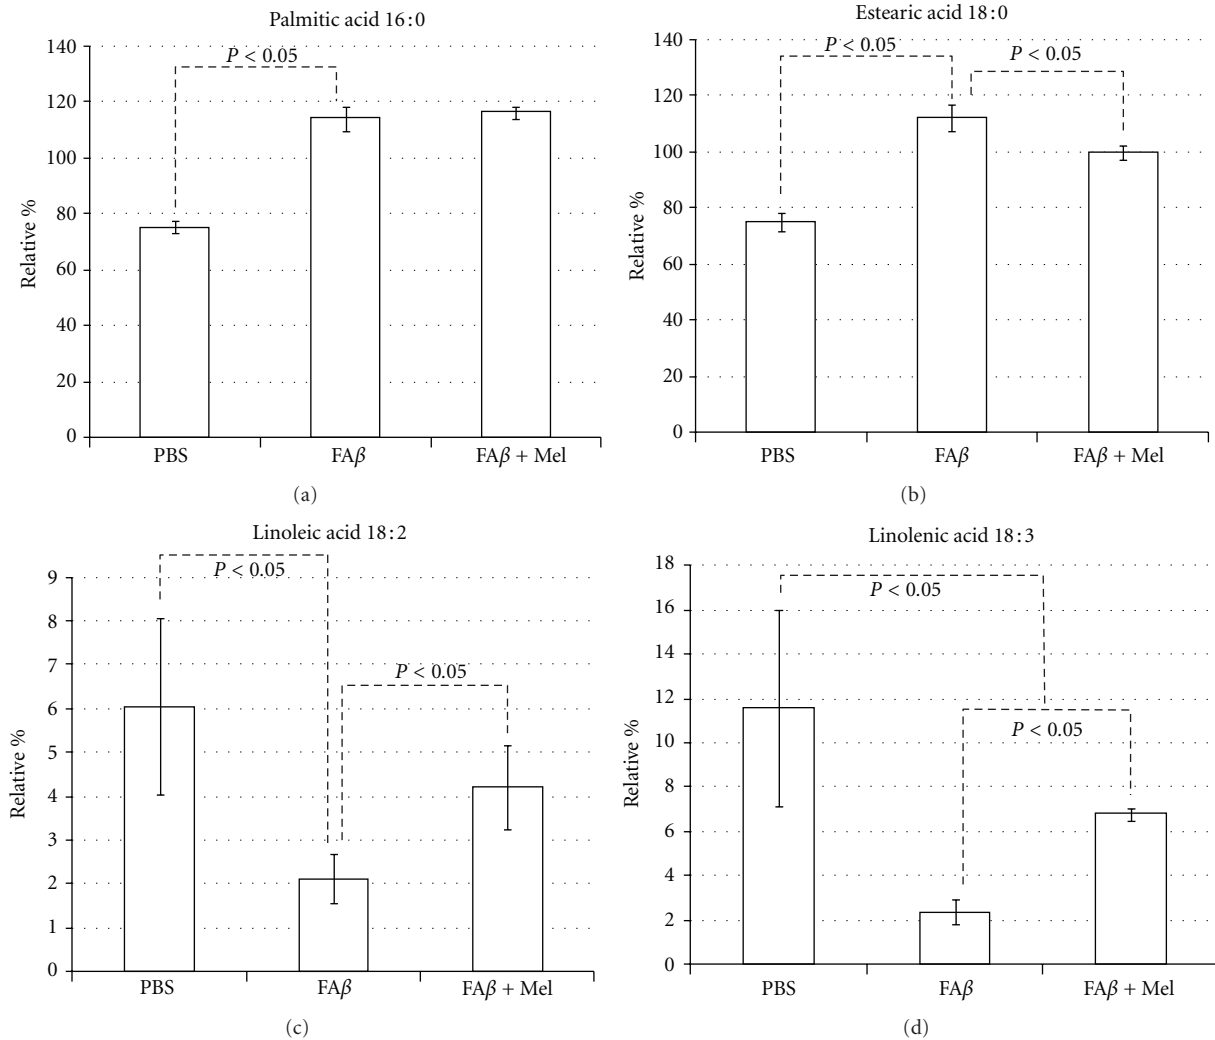 Palmitic acid 16:0
140
120
100
80
60
40
20
0
Relative %
P < 0.05
PBS
FAβ
FAβ + Mel
(a)
Estearic acid 18:0
140
120
100
80
60
40
20
0
Relative %
P < 0.05
P < 0.05
PBS
FAβ
FAβ + Mel
(b)
Linoleic acid 18:2
9
8
7
6
5
4
3
2
1
0
Relative %
P < 0.05
P < 0.05
PBS
FAβ
FAβ + Mel
(c)
Linolenic acid 18:3
18
16
14
12
10
8
6
4
2
0
Relative %
P < 0.05
P < 0.05
PBS
FAβ
FAβ + Mel
(d)